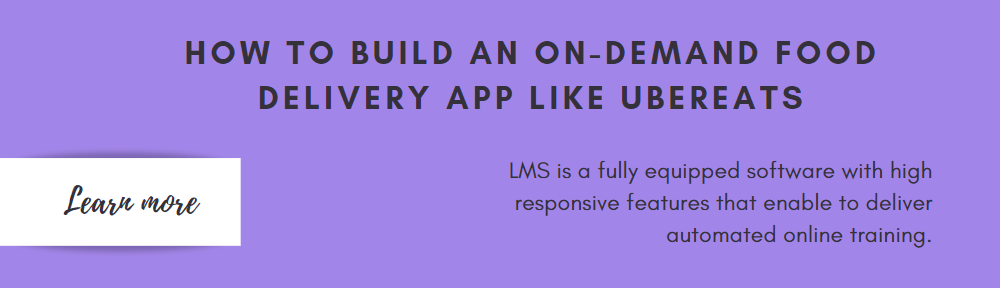 HOW TO BUILD AN ON-DEMAND FOOD
DELIVERY APP LIKE UBEREATS
Learn more
LMS is a fully equipped software with high
responsive features that enable to deliver
automated online training.